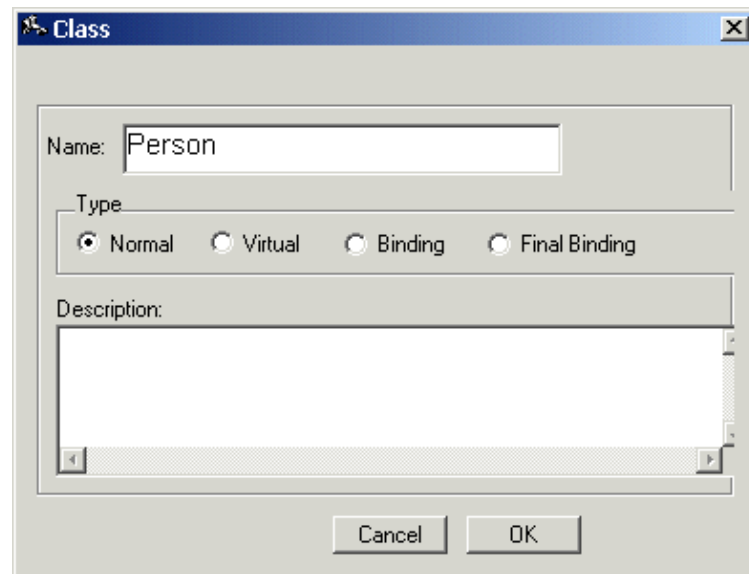 Class
Name: Person
Type
Normal Virtual Binding Final Binding
Description:
Cancel OK